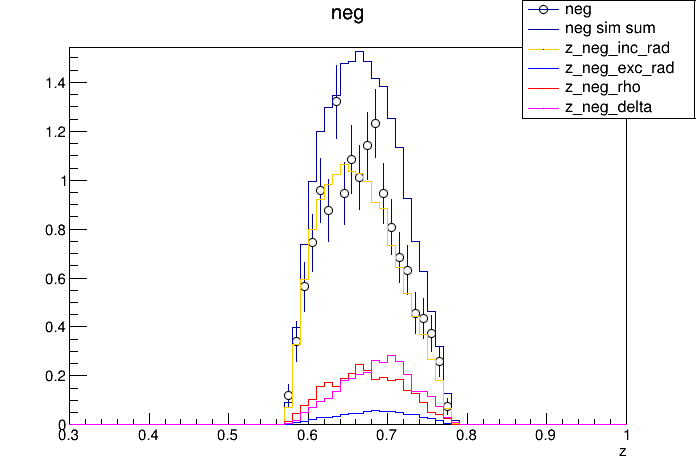 neg
neg
neg sim sum
z_neg_inc_rad
z_neg_exc_rad
z_neg_rho
z_neg_delta
1.4
1.2
1
0.8
0.6
0.4
0.2
0
0.3 0.4 0.5 0.6 0.7 0.8 0.9 1
z